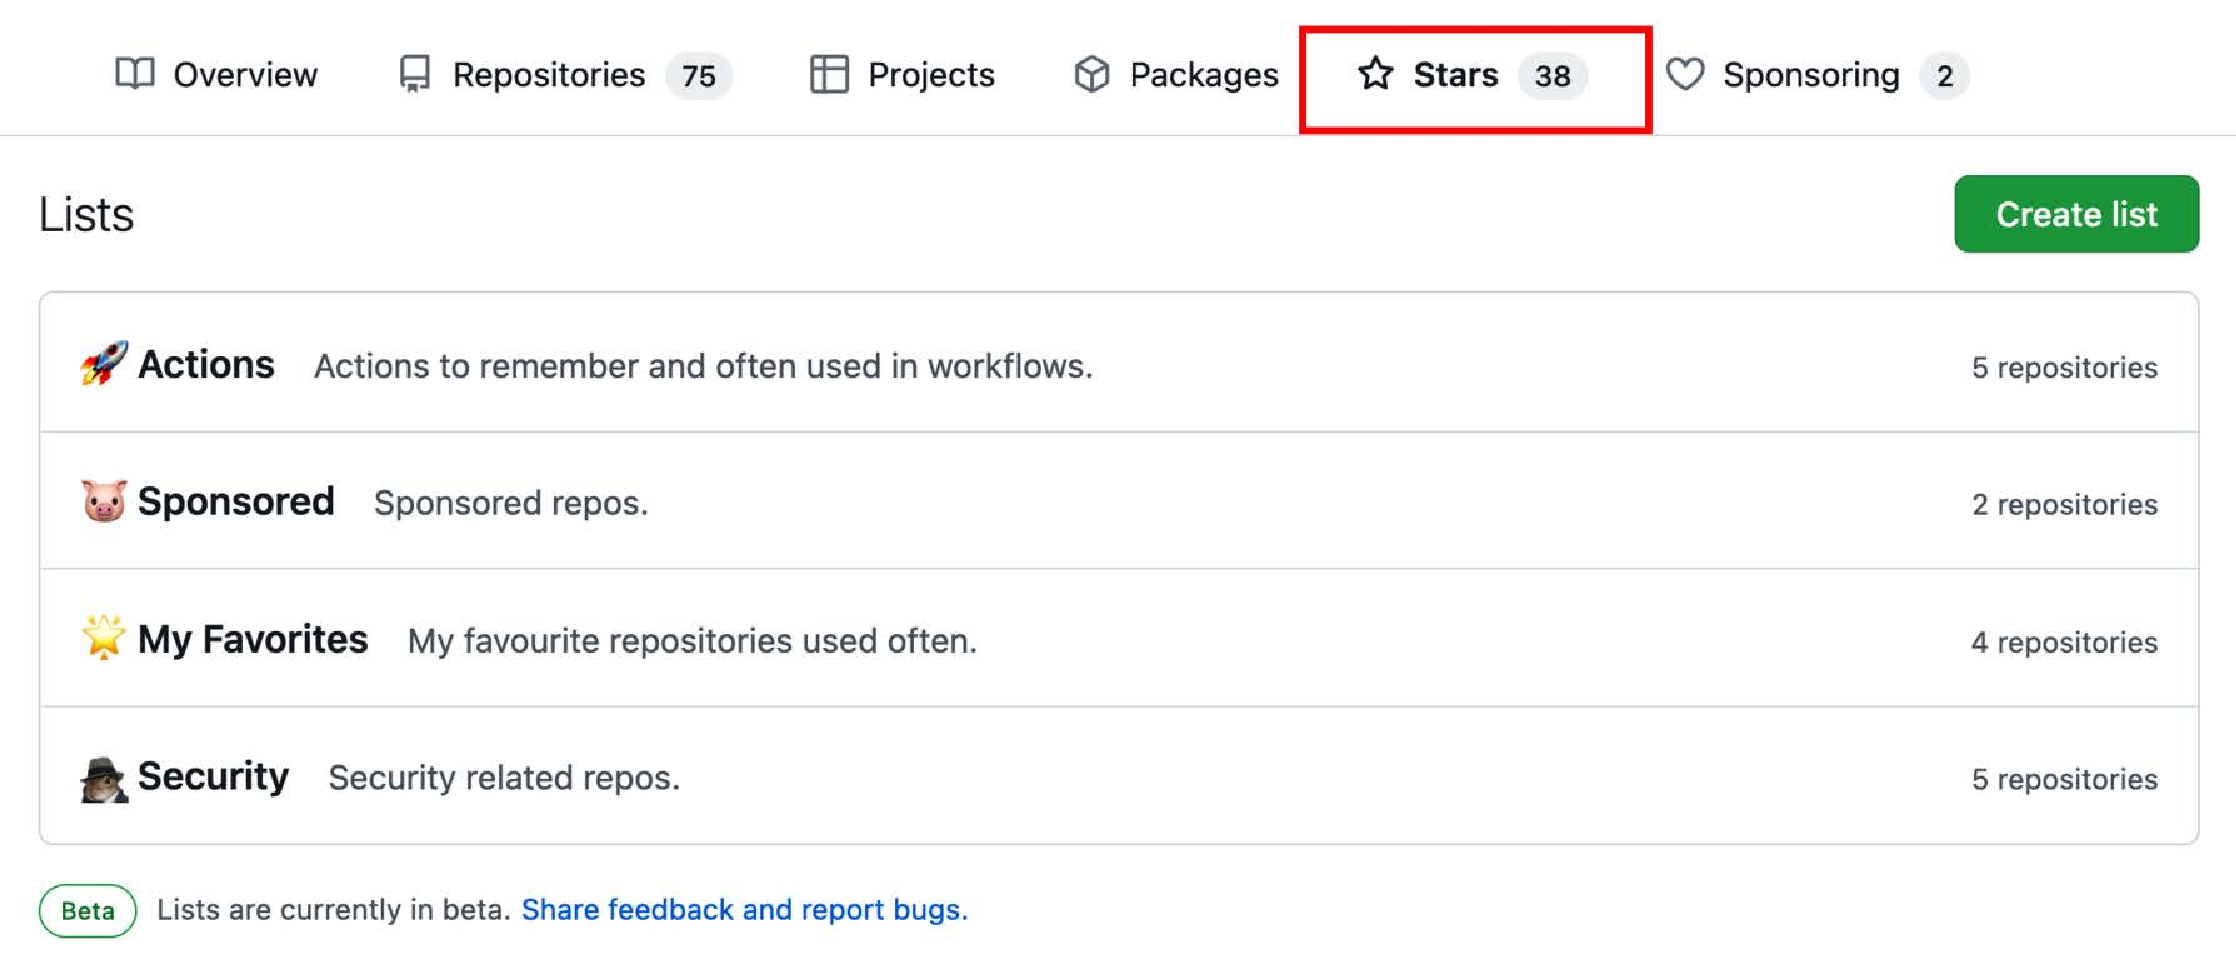 Overview Repositories 75 Projects Packages Stars 38 Sponsoring 2
Lists Create list
Actions Actions to remember and often used in workflows. 5 repositories
Sponsored Sponsored repos. 2 repositories
My Favorites My favourite repositories used often. 4 repositories
Security Security related repos. 5 repositories
Beta Lists are currently in beta. Share feedback and report bugs.